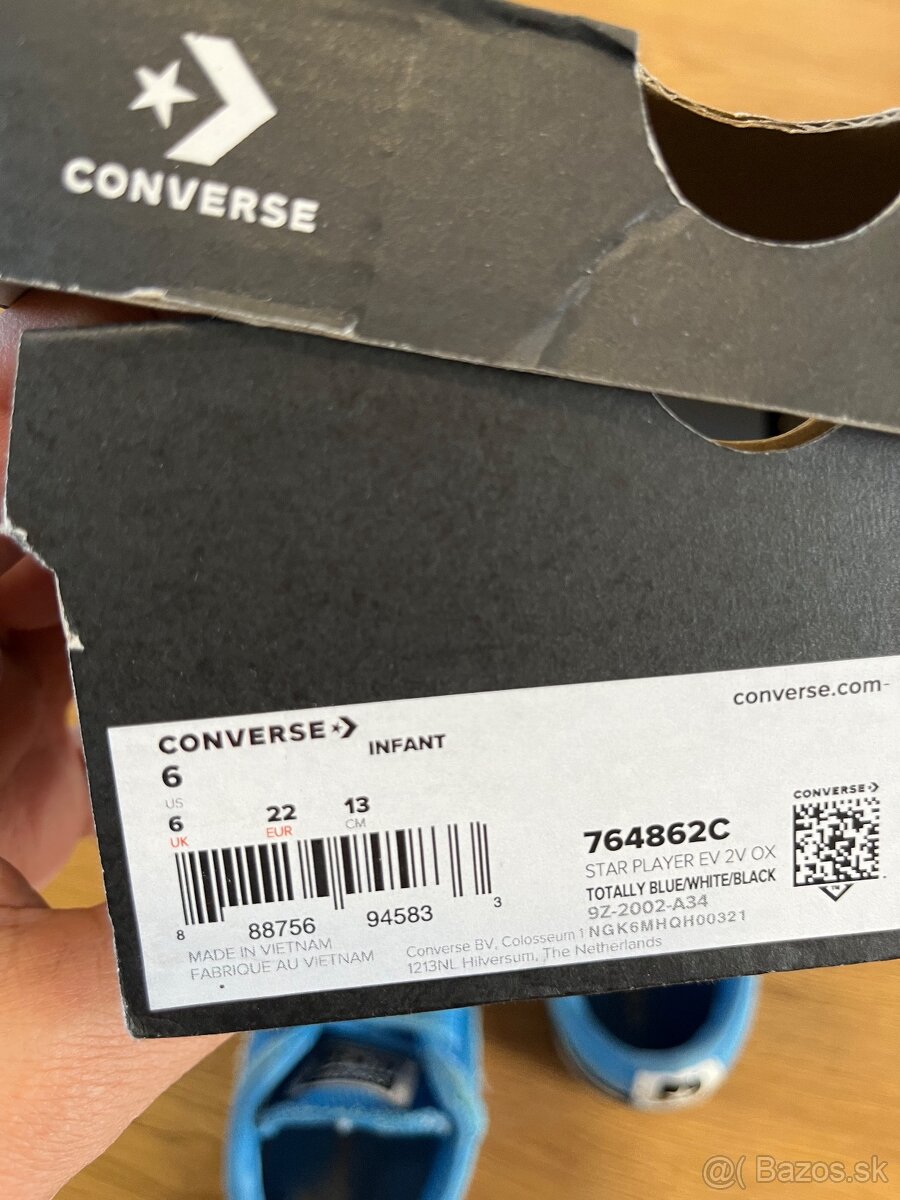 CONVERSE
converse.com-
CONVERSE
INFANT
6
US
6 22 13
UK EUR CM
CONVERSE
764862C
STAR PLAYER EV 2V OX
TOTALLY BLUE/WHITE/BLACK
9Z-2002-A34
NGK6MHQH00321
8 88756 94583 3
MADE IN VIETNAM
FABRIQUE AU VIETNAM
Converse BV, Colosseum 1
1213NL Hilversum, The Netherlands
@( Bazos.sk